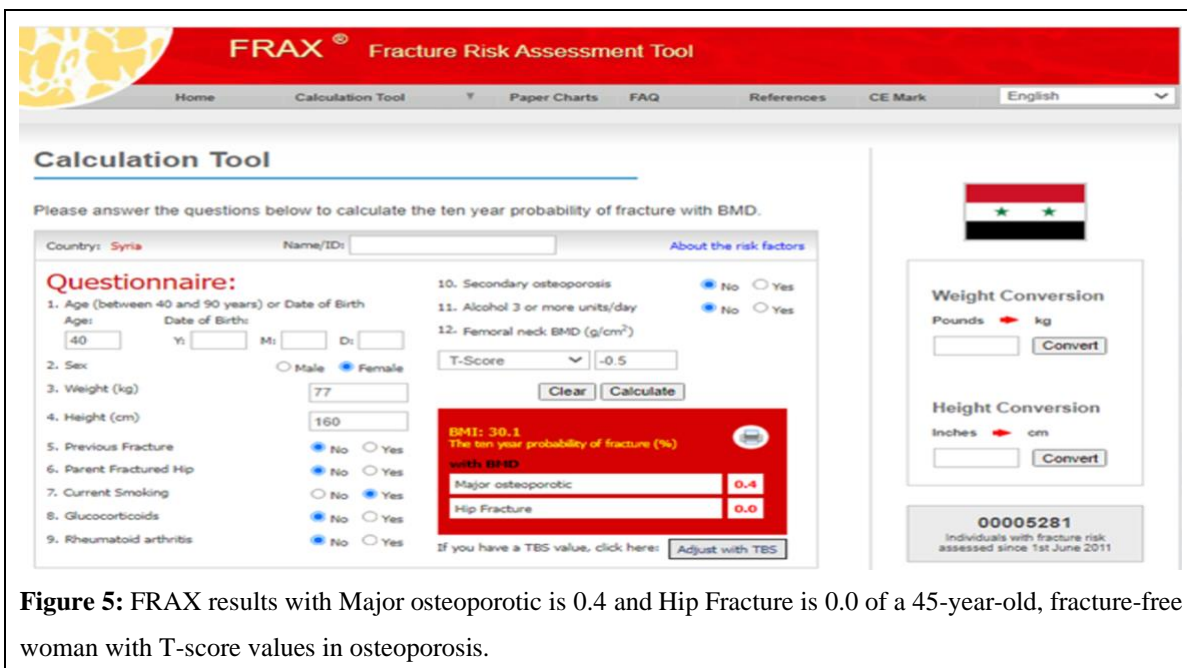 FRAX ® Fracture Risk Assessment Tool
Home Calculation Tool ▼ Paper Charts FAQ References CE Mark English
Calculation Tool
Please answer the questions below to calculate the ten year probability of fracture with BMD.
Country: Syria Name/ID: About the risk factors
Questionnaire:
1. Age (between 40 and 90 years) or Date of Birth
Age: Date of Birth:
40 Y: M: D:
2. Sex Male Female
3. Weight (kg) 77
4. Height (cm) 160
5. Previous Fracture No Yes
6. Parent Fractured Hip No Yes
7. Current Smoking No Yes
8. Glucocorticoids No Yes
9. Rheumatoid arthritis No Yes
10. Secondary osteoporosis No Yes
11. Alcohol 3 or more units/day No Yes
12. Femoral neck BMD (g/cm²)
T-Score -0.5
Clear Calculate
BMI: 30.1
The ten year probability of fracture (%)
with BMD
Major osteoporotic 0.4
Hip Fracture 0.0
If you have a TBS value, click here: Adjust with TBS
Weight Conversion
Pounds kg
Convert
Height Conversion
Inches cm
Convert
00005281
Individuals with fracture risk
assessed since 1st June 2011
Figure 5: FRAX results with Major osteoporotic is 0.4 and Hip Fracture is 0.0 of a 45-year-old, fracture-free
woman with T-score values in osteoporosis.